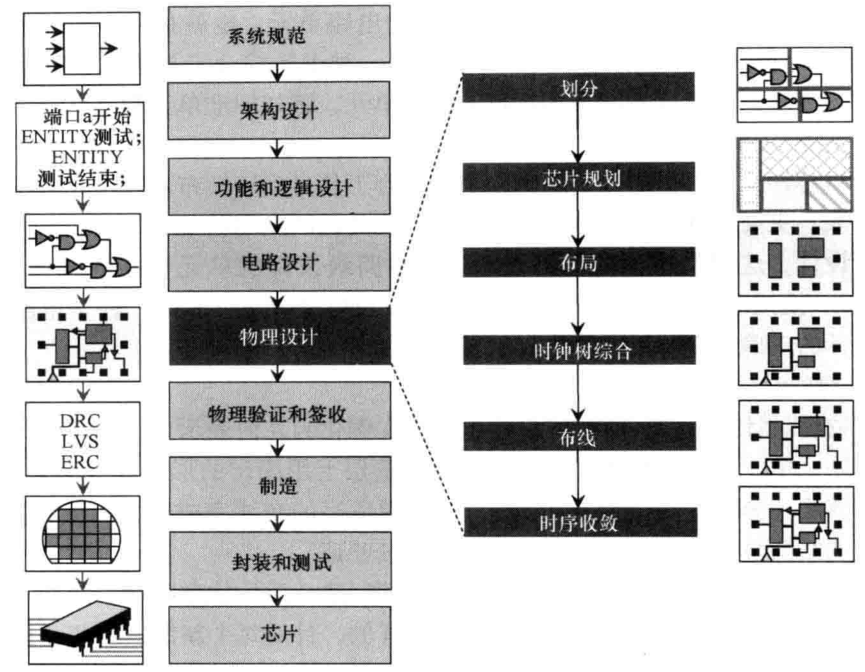 端口a开始
ENTITY测试;
ENTITY
测试结束;
DRC
LVS
ERC
系统规范
架构设计
功能和逻辑设计
电路设计
物理设计
物理验证和签收
制造
封装和测试
芯片
划分
芯片规划
布局
时钟树综合
布线
时序收敛